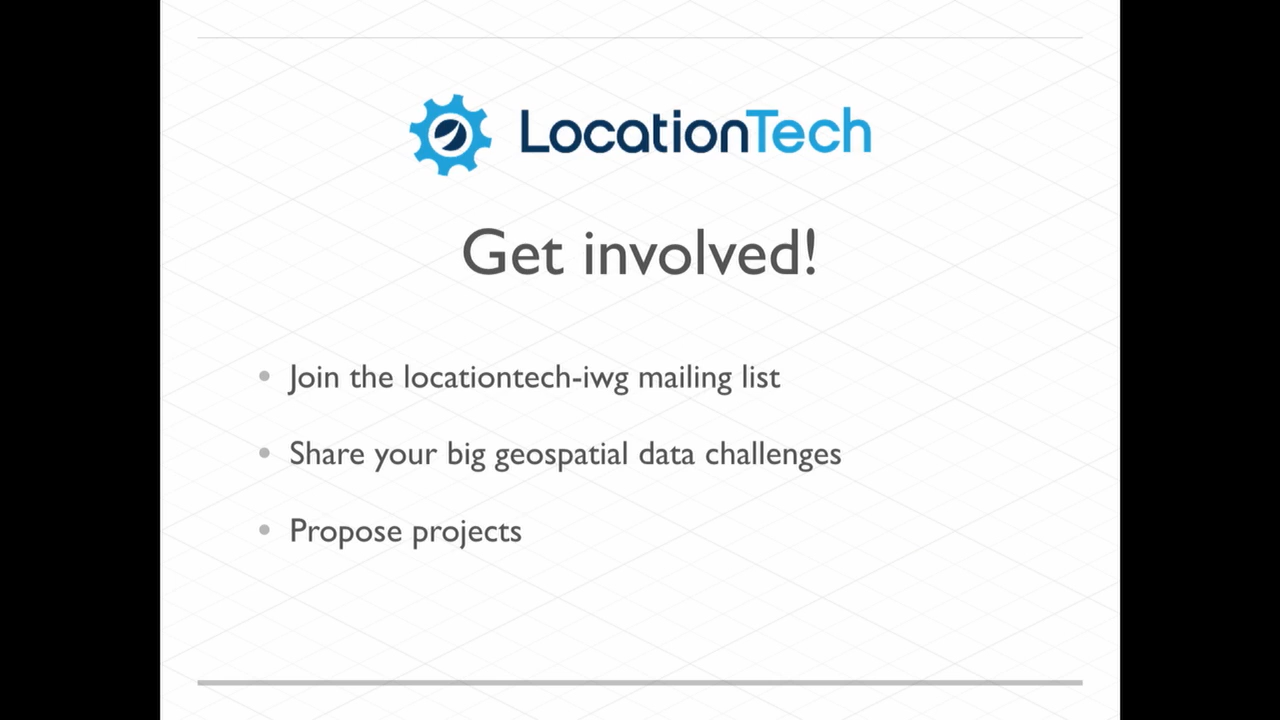 LocationTech
Get involved!
• Join the locationtech-iwg mailing list
• Share your big geospatial data challenges
• Propose projects